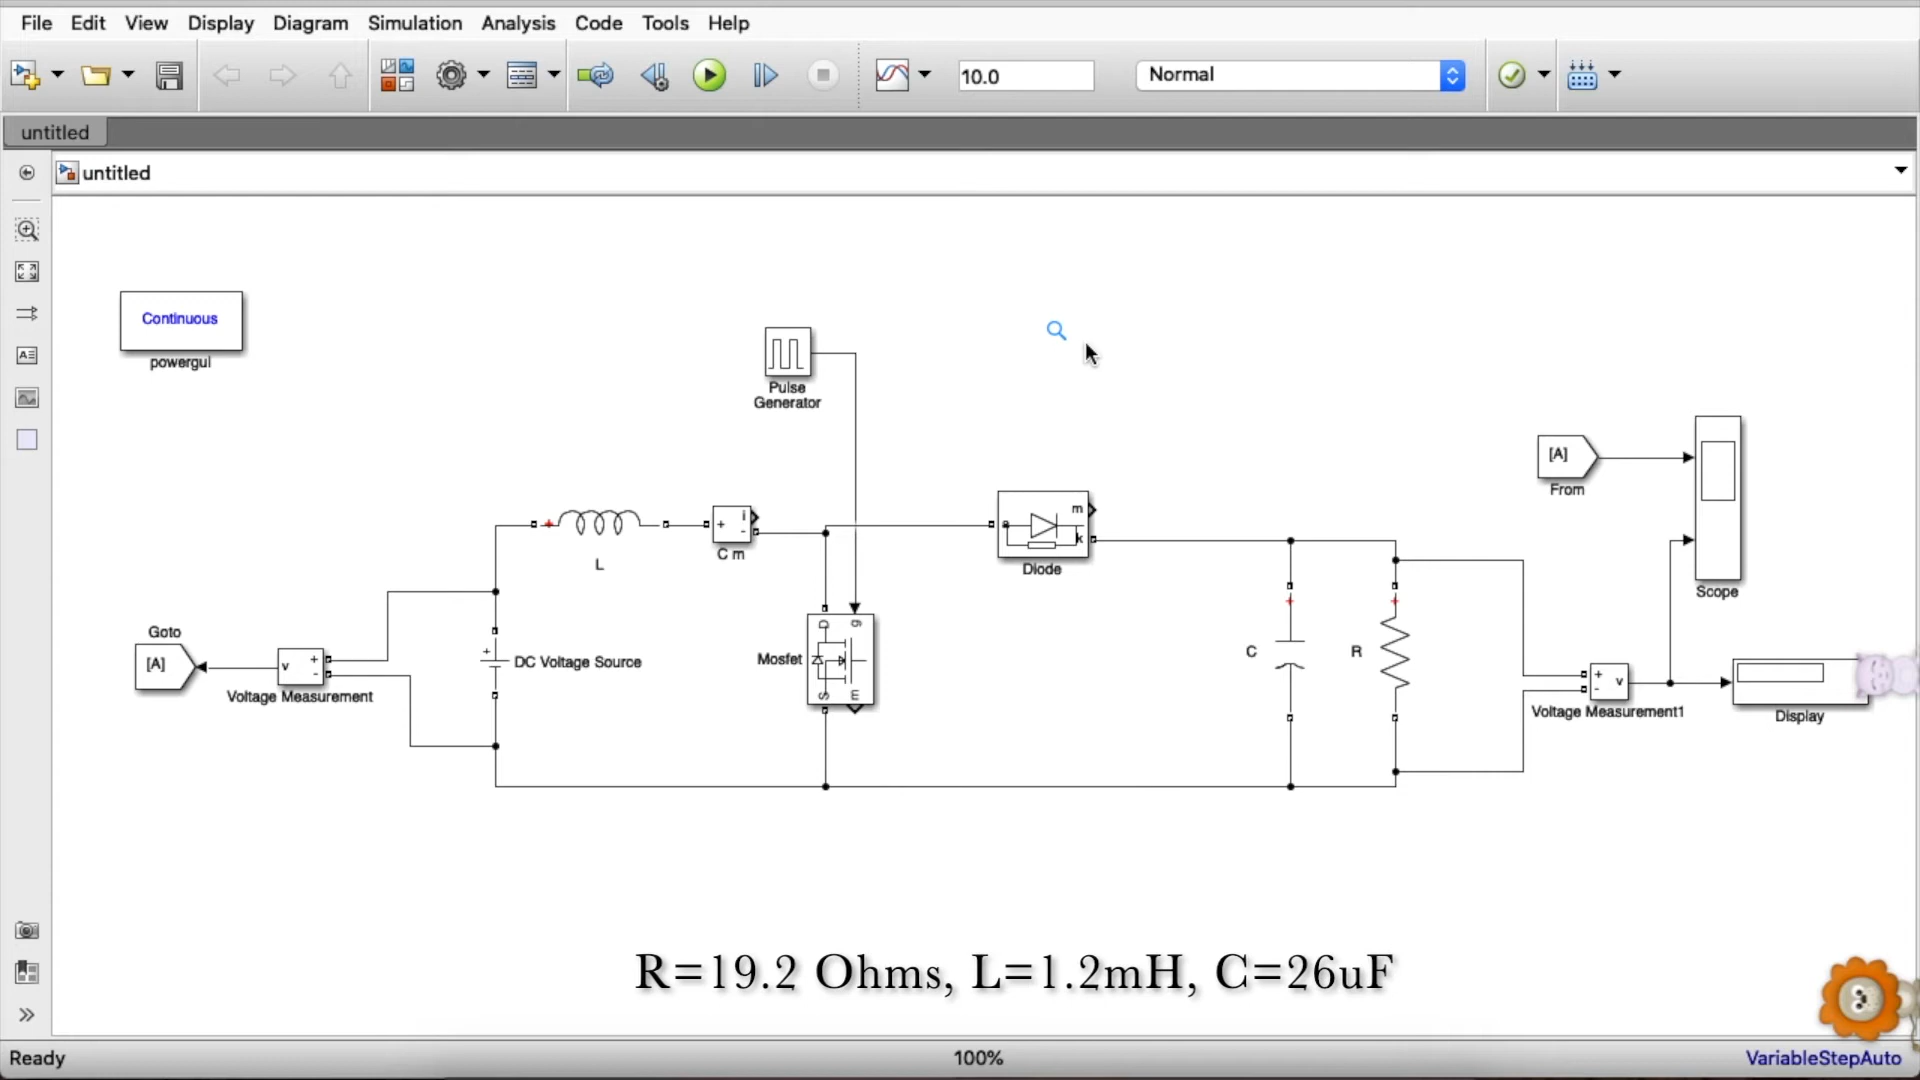 File Edit View Display Diagram Simulation Analysis Code Tools Help
10.0
Normal
untitled
untitled
Continuous
powergui
Pulse
Generator
[A]
From
m
a
k
Diode
+ i
-
C m
L
Scope
Goto
[A]
v + -
Voltage Measurement
+
DC Voltage Source
D g
Mosfet
S m
C
R
+ v
-
Voltage Measurement1
Display
R=19.2 Ohms, L=1.2mH, C=26uF
Ready
100%
VariableStepAuto